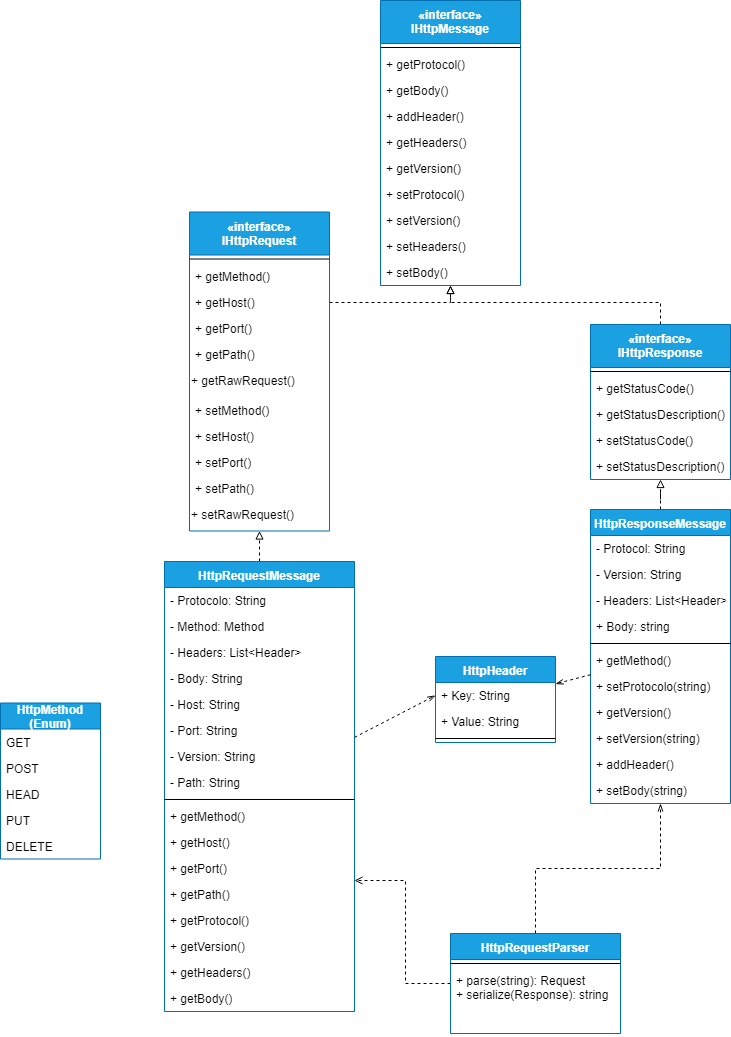 «interface»
IHttpMessage
+ getProtocol()
+ getBody()
+ addHeader()
+ getHeaders()
+ getVersion()
+ setProtocol()
+ setVersion()
+ setHeaders()
+ setBody()
«interface»
IHttpRequest
+ getMethod()
+ getHost()
+ getPort()
+ getPath()
+ getRawRequest()
+ setMethod()
+ setHost()
+ setPort()
+ setPath()
+ setRawRequest()
«interface»
IHttpResponse
+ getStatusCode()
+ getStatusDescription()
+ setStatusCode()
+ setStatusDescription()
HttpResponseMessage
- Protocol: String
- Version: String
- Headers: List<Header>
+ Body: string
+ getMethod()
+ setProtocolo(string)
+ getVersion()
+ setVersion(string)
+ addHeader()
+ setBody(string)
HttpRequestMessage
- Protocolo: String
- Method: Method
- Headers: List<Header>
- Body: String
- Host: String
- Port: String
- Version: String
- Path: String
+ getMethod()
+ getHost()
+ getPort()
+ getPath()
+ getProtocol()
+ getVersion()
+ getHeaders()
+ getBody()
HttpHeader
+ Key: String
+ Value: String
HttpMethod
(Enum)
GET
POST
HEAD
PUT
DELETE
HttpRequestParser
+ parse(string): Request
+ serialize(Response): string